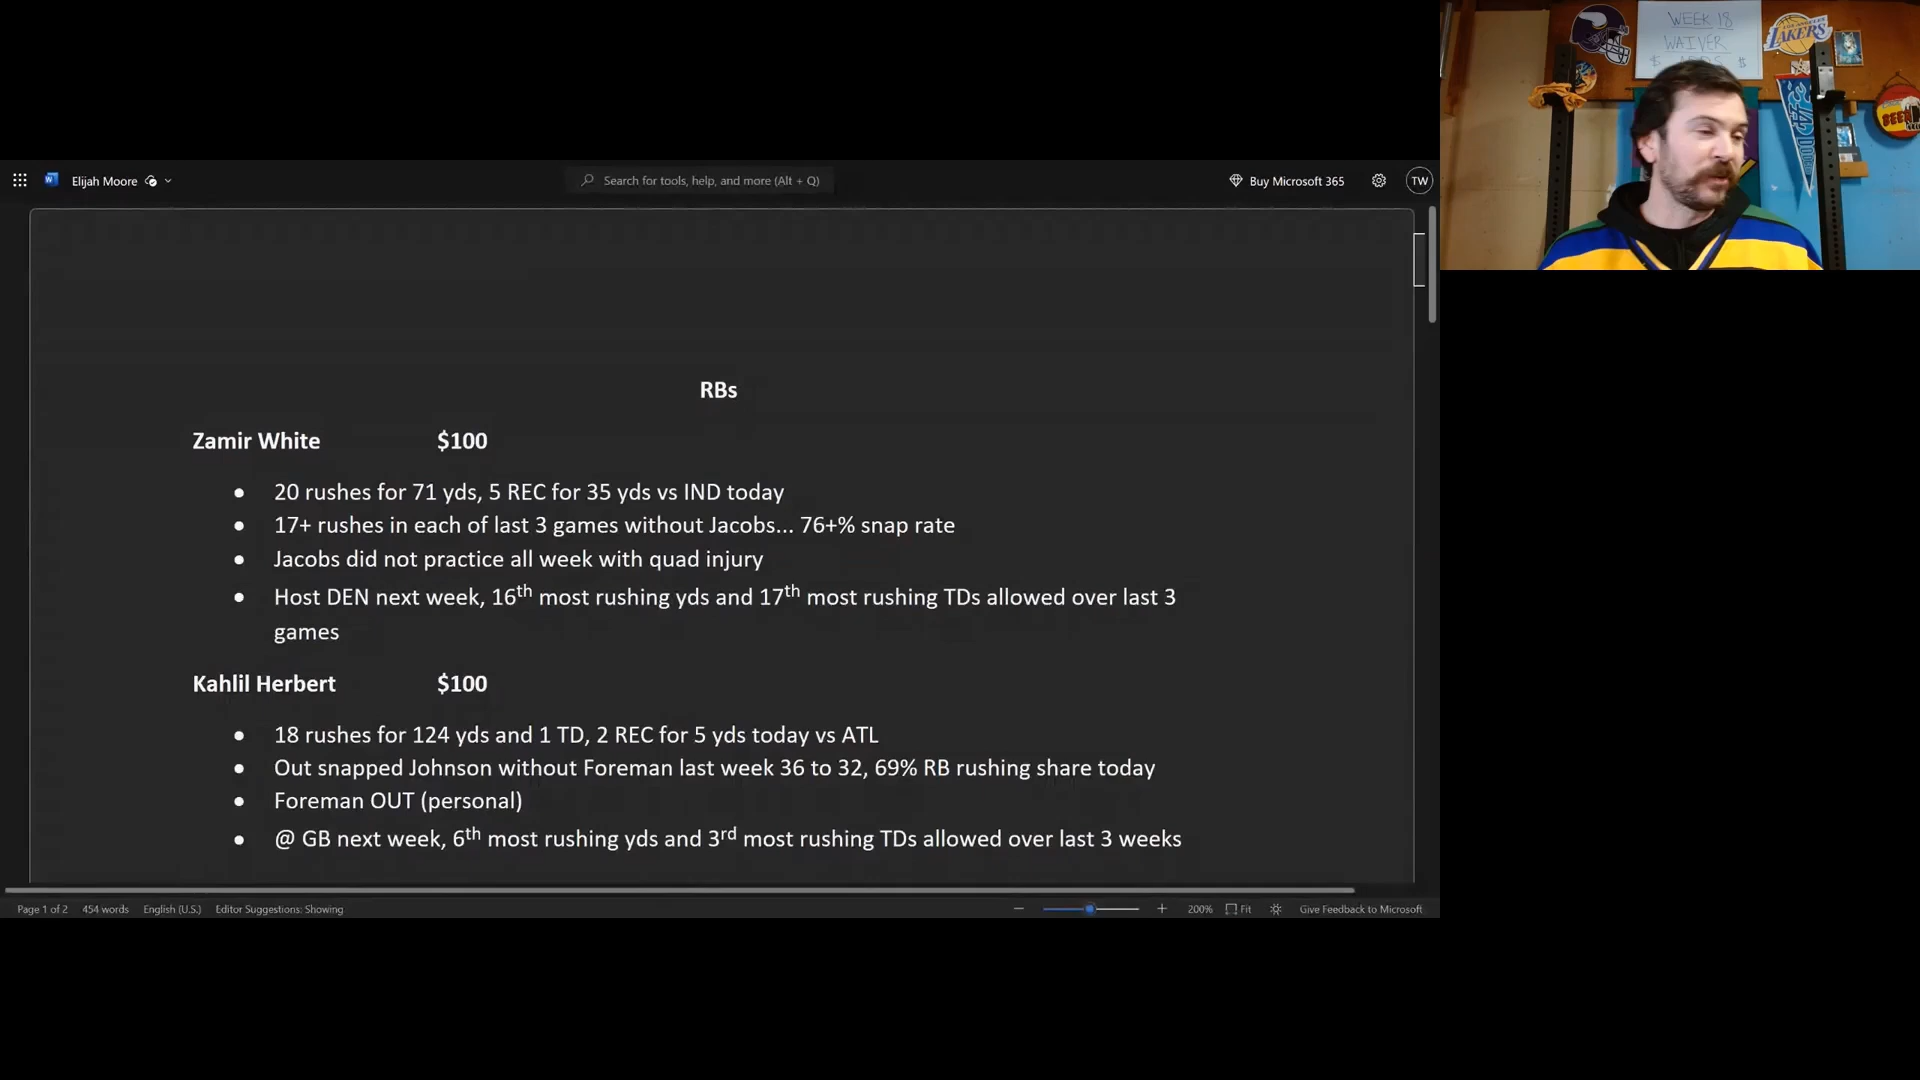 WEEK 18
WAIVER
$ ADDS $
LOS ANGELES
LAKERS
Elijah Moore
Search for tools, help, and more (Alt + Q)
Buy Microsoft 365
TW
RBs
Zamir White $100
• 20 rushes for 71 yds, 5 REC for 35 yds vs IND today
• 17+ rushes in each of last 3 games without Jacobs... 76+% snap rate
• Jacobs did not practice all week with quad injury
• Host DEN next week, 16th most rushing yds and 17th most rushing TDs allowed over last 3
games
Kahlil Herbert $100
• 18 rushes for 124 yds and 1 TD, 2 REC for 5 yds today vs ATL
• Out snapped Johnson without Foreman last week 36 to 32, 69% RB rushing share today
• Foreman OUT (personal)
• @ GB next week, 6th most rushing yds and 3rd most rushing TDs allowed over last 3 weeks
Page 1 of 2 454 words English (U.S.) Editor Suggestions: Showing
200% Fit Give Feedback to Microsoft